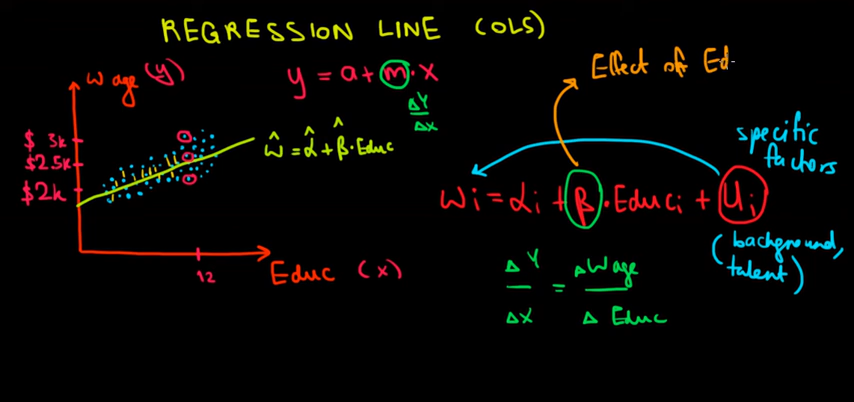 REGRESSION LINE (OLS)
Wage (y)
y = a + m · x
ΔY
ΔX
Effect of Ed
$ 3k
$2.5k
$2k
ŵ = α̂ + β̂ · Educ
specific
factors
wi = αi + β · Educi + Ui
(background,
talent)
ΔY
ΔX
=
ΔWage
Δ Educ
12
Educ (x)